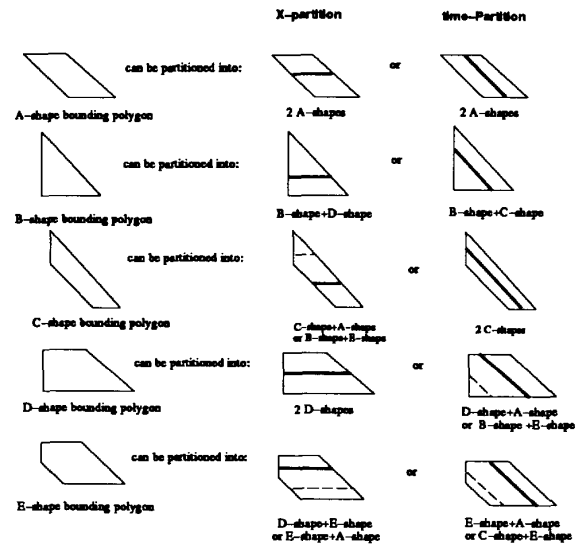 X-partition time-Partition
can be partitioned into: or
A-shape bounding polygon 2 A-shapes 2 A-shapes
can be partitioned into: or
B-shape bounding polygon B-shape+D-shape B-shape+C-shape
can be partitioned into: or
C-shape bounding polygon C-shape+A-shape
or B-shape+E-shape 2 C-shapes
can be partitioned into: or
D-shape bounding polygon 2 D-shapes D-shape+A-shape
or B-shape +E-shape
can be partitioned into: or
E-shape bounding polygon
D-shape+E-shape E-shape+A-shape
or E-shape+A-shape or C-shape+E-shape